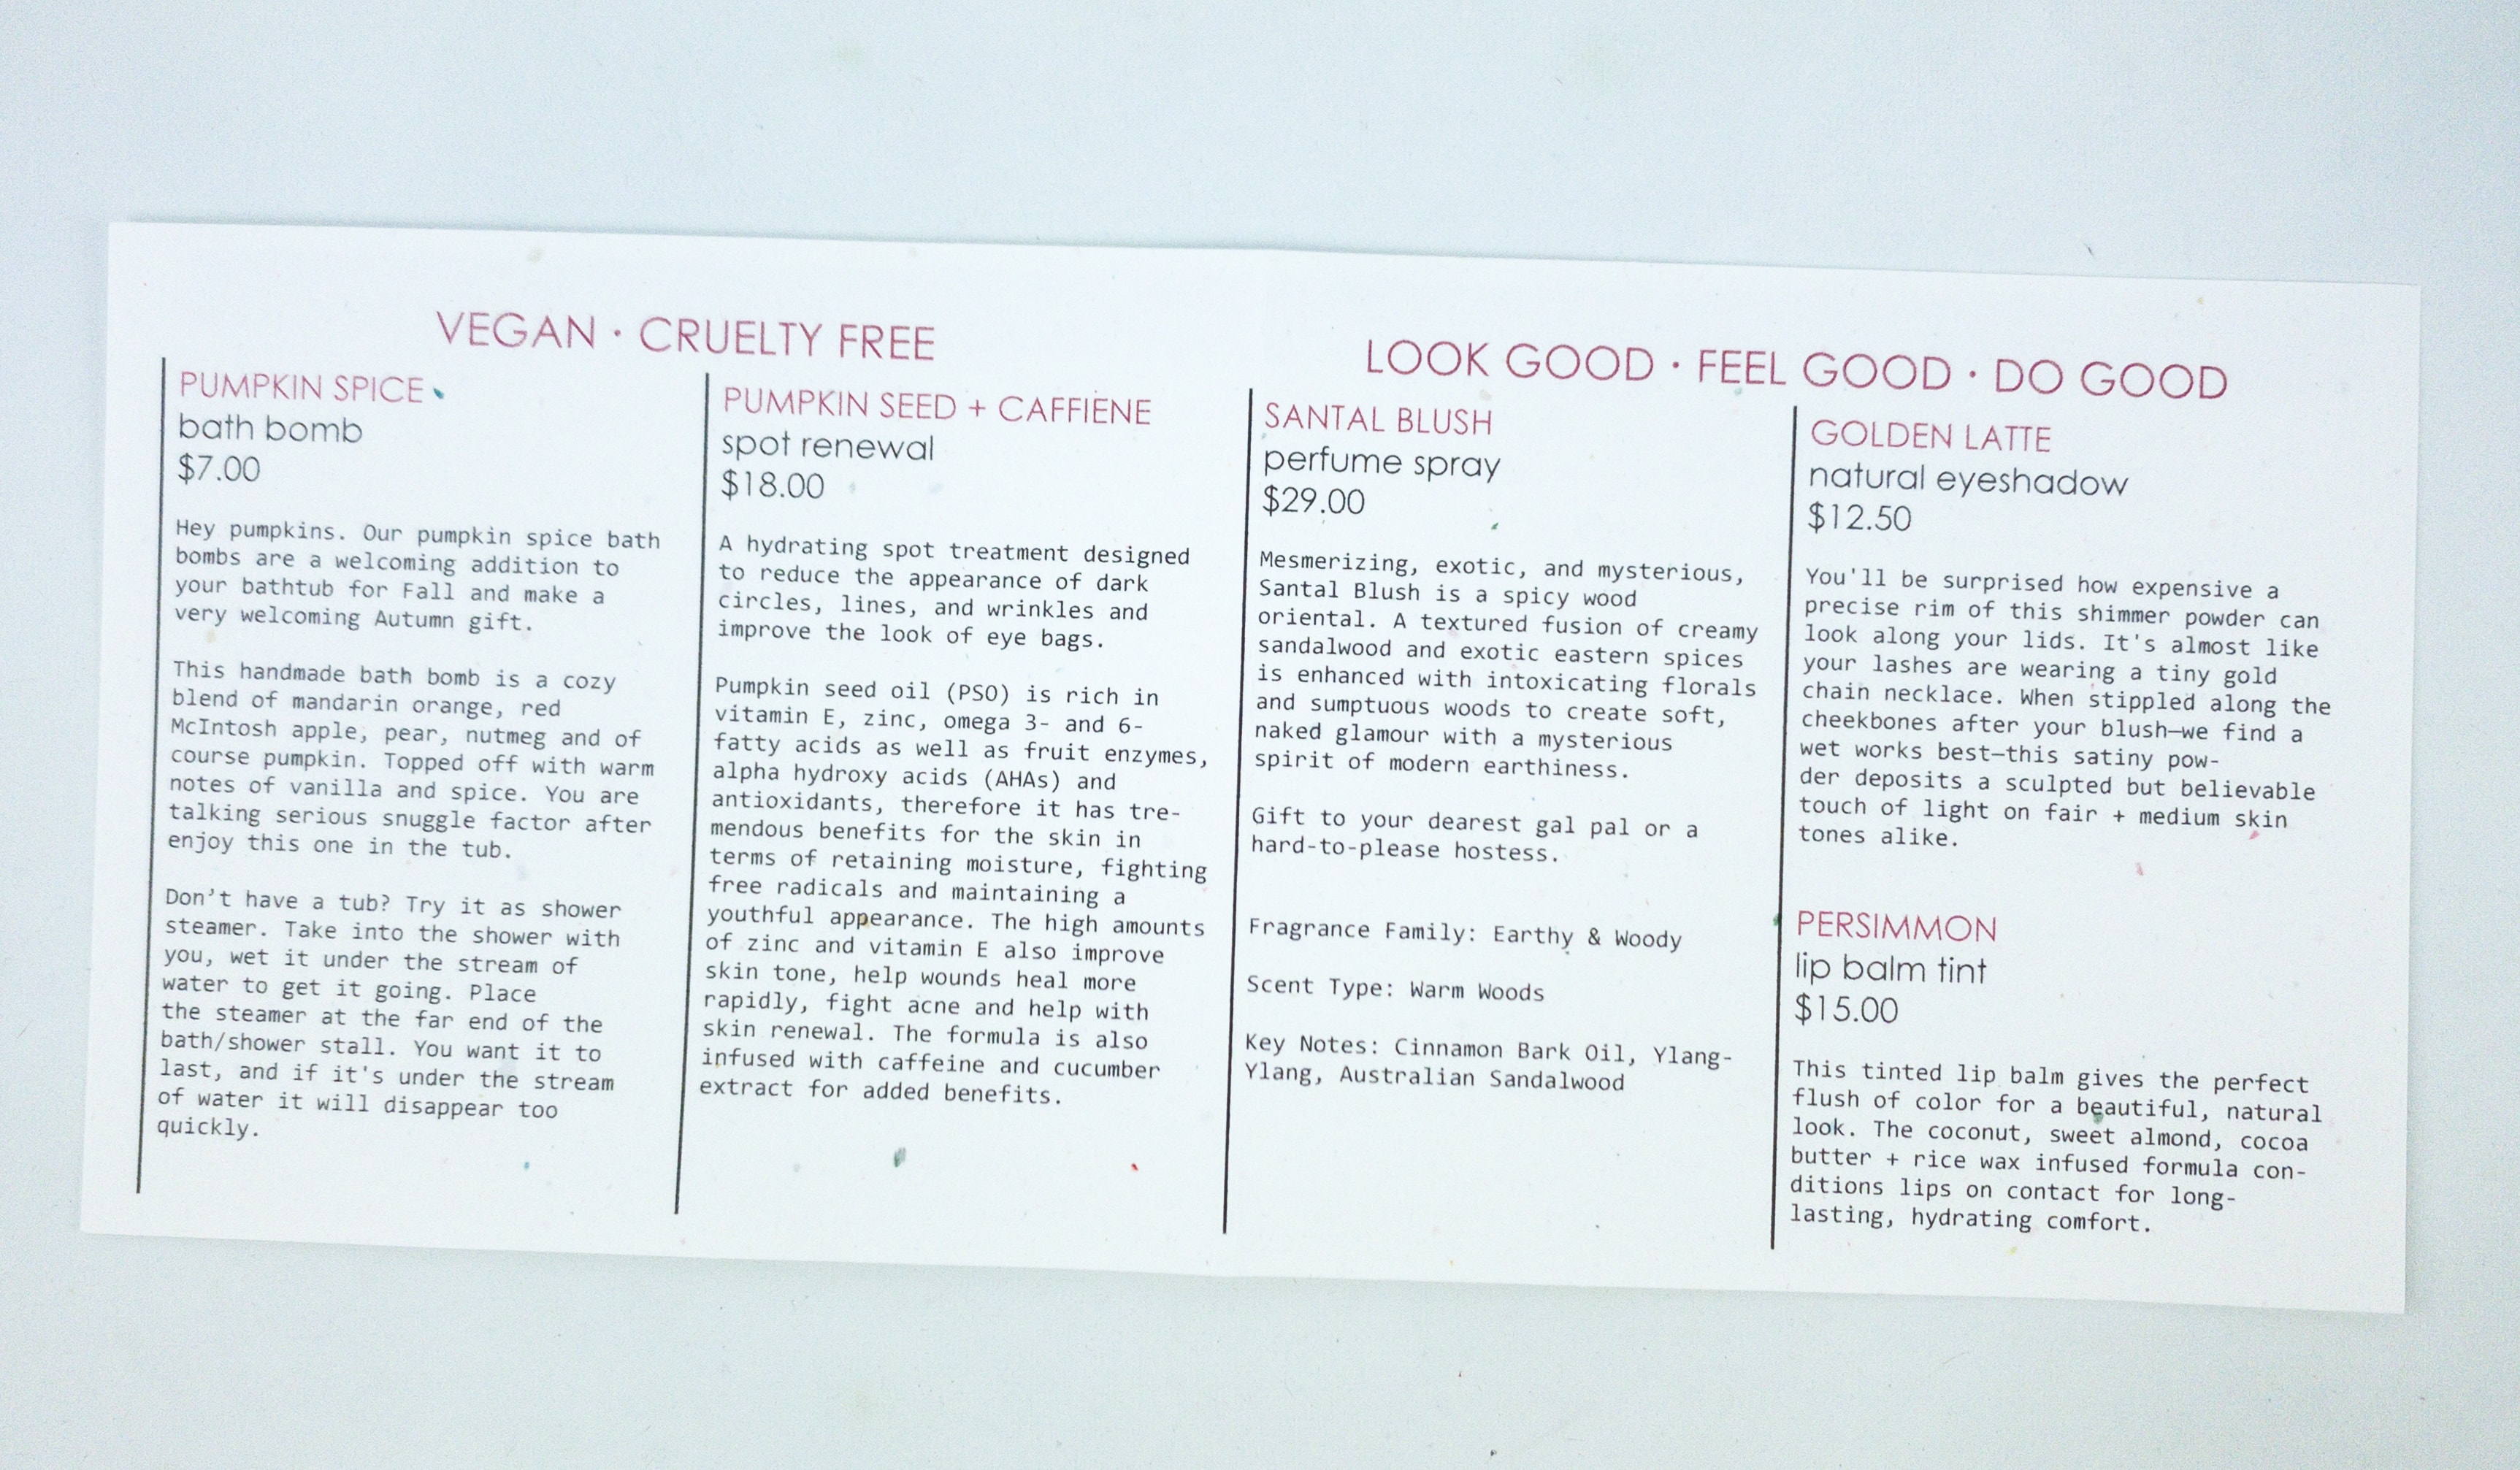 VEGAN · CRUELTY FREE
PUMPKIN SPICE
bath bomb
$7.00
Hey pumpkins. Our pumpkin spice bath
bombs are a welcoming addition to
your bathtub for Fall and make a
very welcoming Autumn gift.
This handmade bath bomb is a cozy
blend of mandarin orange, red
McIntosh apple, pear, nutmeg and of
course pumpkin. Topped off with warm
notes of vanilla and spice. You are
talking serious snuggle factor after
enjoy this one in the tub.
Don't have a tub? Try it as shower
steamer. Take into the shower with
you, wet it under the stream of
water to get it going. Place
the steamer at the far end of the
bath/shower stall. You want it to
last, and if it's under the stream
of water it will disappear too
quickly.
PUMPKIN SEED + CAFFIENE
spot renewal
$18.00
A hydrating spot treatment designed
to reduce the appearance of dark
circles, lines, and wrinkles and
improve the look of eye bags.
Pumpkin seed oil (PSO) is rich in
vitamin E, zinc, omega 3- and 6-
fatty acids as well as fruit enzymes,
alpha hydroxy acids (AHAs) and
antioxidants, therefore it has tre-
mendous benefits for the skin in
terms of retaining moisture, fighting
free radicals and maintaining a
youthful appearance. The high amounts
of zinc and vitamin E also improve
skin tone, help wounds heal more
rapidly, fight acne and help with
skin renewal. The formula is also
infused with caffeine and cucumber
extract for added benefits.
LOOK GOOD · FEEL GOOD · DO GOOD
SANTAL BLUSH
perfume spray
$29.00
Mesmerizing, exotic, and mysterious,
Santal Blush is a spicy wood
oriental. A textured fusion of creamy
sandalwood and exotic eastern spices
is enhanced with intoxicating florals
and sumptuous woods to create soft,
naked glamour with a mysterious
spirit of modern earthiness.
Gift to your dearest gal pal or a
hard-to-please hostess.
Fragrance Family: Earthy & Woody
Scent Type: Warm Woods
Key Notes: Cinnamon Bark Oil, Ylang-
Ylang, Australian Sandalwood
GOLDEN LATTE
natural eyeshadow
$12.50
You'll be surprised how expensive a
precise rim of this shimmer powder can
look along your lids. It's almost like
your lashes are wearing a tiny gold
chain necklace. When stippled along the
cheekbones after your blush—we find a
wet works best—this satiny pow-
der deposits a sculpted but believable
touch of light on fair + medium skin
tones alike.
PERSIMMON
lip balm tint
$15.00
This tinted lip balm gives the perfect
flush of color for a beautiful, natural
look. The coconut, sweet almond, cocoa
butter + rice wax infused formula con-
ditions lips on contact for long-
lasting, hydrating comfort.